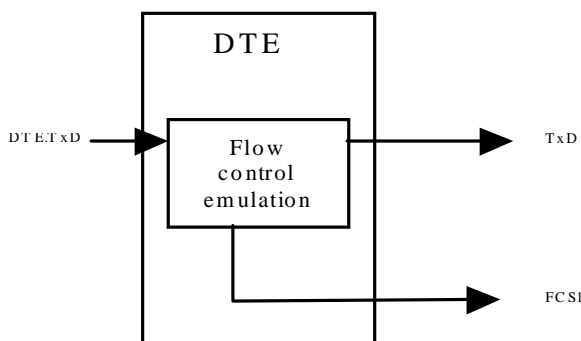 DTE
DTE.TxD
Flow
control
emulation
TxD
FCS1